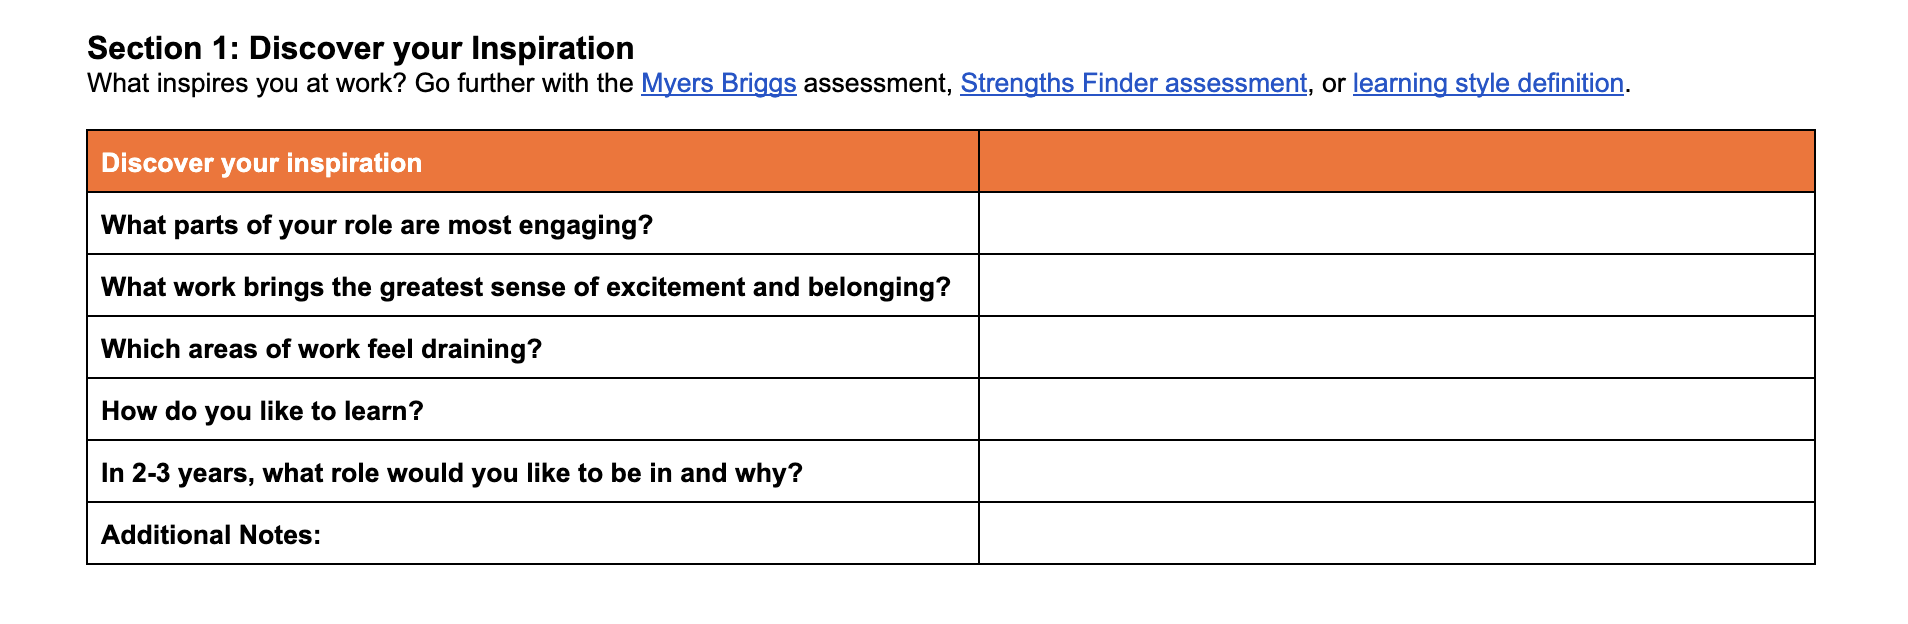 Section 1: Discover your Inspiration
What inspires you at work? Go further with the Myers Briggs assessment, Strengths Finder assessment, or learning style definition.
Discover your inspiration
What parts of your role are most engaging?
What work brings the greatest sense of excitement and belonging?
Which areas of work feel draining?
How do you like to learn?
In 2-3 years, what role would you like to be in and why?
Additional Notes: